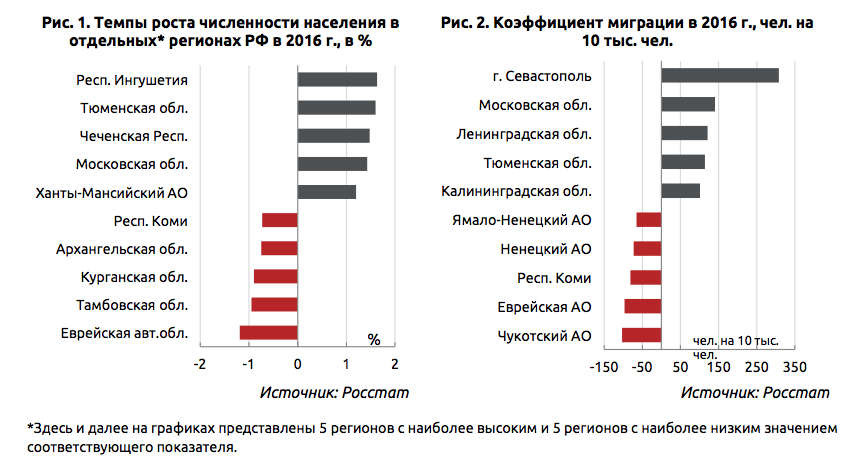 Рис. 1. Темпы роста численности населения в
отдельных* регионах РФ в 2016 г., в %
Респ. Ингушетия
Тюменская обл.
Чеченская Респ.
Московская обл.
Ханты-Мансийский АО
Респ. Коми
Архангельская обл.
Курганская обл.
Тамбовская обл.
Еврейская авт.обл.
%
-2 -1 0 1 2
Источник: Росстат
Рис. 2. Коэффициент миграции в 2016 г., чел. на
10 тыс. чел.
г. Севастополь
Московская обл.
Ленинградская обл.
Тюменская обл.
Калининградская обл.
Ямало-Ненецкий АО
Ненецкий АО
Респ. Коми
Еврейская АО
Чукотский АО
чел. на 10 тыс.
чел.
-150 -50 50 150 250 350
Источник: Росстат
*Здесь и далее на графиках представлены 5 регионов с наиболее высоким и 5 регионов с наиболее низким значением
соответствующего показателя.